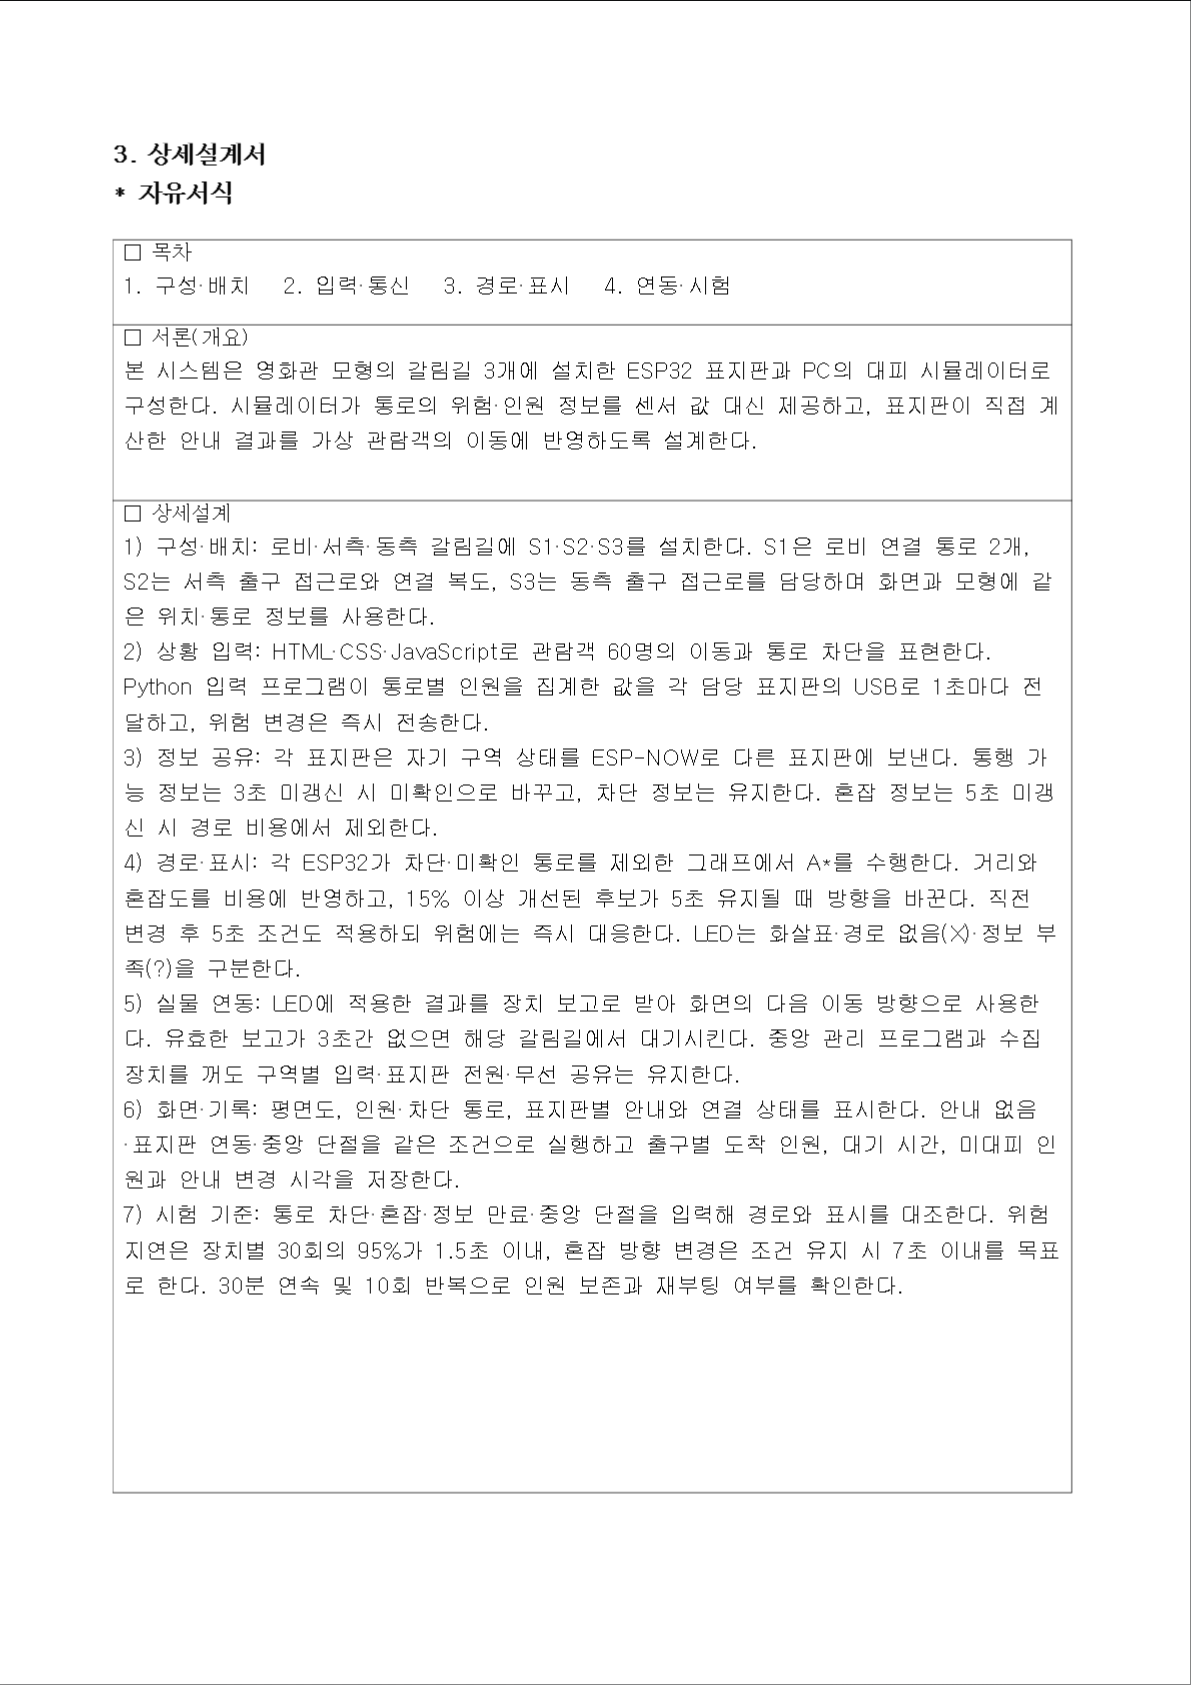 3. 상세설계서
* 자유서식
□ 목차
1. 구성·배치  2. 입력·통신  3. 경로·표시  4. 연동·시험
□ 서론(개요)
본 시스템은 영화관 모형의 갈림길 3개에 설치한 ESP32 표지판과 PC의 대피 시뮬레이터로
구성한다. 시뮬레이터가 통로의 위험·인원 정보를 센서 값 대신 제공하고, 표지판이 직접 계
산한 안내 결과를 가상 관람객의 이동에 반영하도록 설계한다.
□ 상세설계
1) 구성·배치: 로비·서측·동측 갈림길에 S1·S2·S3를 설치한다. S1은 로비 연결 통로 2개,
S2는 서측 출구 접근로와 연결 복도, S3는 동측 출구 접근로를 담당하며 화면과 모형에 같
은 위치·통로 정보를 사용한다.
2) 상황 입력: HTML·CSS·JavaScript로 관람객 60명의 이동과 통로 차단을 표현한다.
Python 입력 프로그램이 통로별 인원을 집계한 값을 각 담당 표지판의 USB로 1초마다 전
달하고, 위험 변경은 즉시 전송한다.
3) 정보 공유: 각 표지판은 자기 구역 상태를 ESP-NOW로 다른 표지판에 보낸다. 통행 가
능 정보는 3초 미갱신 시 미확인으로 바꾸고, 차단 정보는 유지한다. 혼잡 정보는 5초 미갱
신 시 경로 비용에서 제외한다.
4) 경로·표시: 각 ESP32가 차단·미확인 통로를 제외한 그래프에서 A*를 수행한다. 거리와
혼잡도를 비용에 반영하고, 15% 이상 개선된 후보가 5초 유지될 때 방향을 바꾼다. 직전
변경 후 5초 조건도 적용하되 위험에는 즉시 대응한다. LED는 화살표·경로 없음(X)·정보 부
족(?)을 구분한다.
5) 실물 연동: LED에 적용한 결과를 장치 보고로 받아 화면의 다음 이동 방향으로 사용한
다. 유효한 보고가 3초간 없으면 해당 갈림길에서 대기시킨다. 중앙 관리 프로그램과 수집
장치를 꺼도 구역별 입력·표지판 전원·무선 공유는 유지한다.
6) 화면·기록: 평면도, 인원·차단 통로, 표지판별 안내와 연결 상태를 표시한다. 안내 없음
·표지판 연동·중앙 단절을 같은 조건으로 실행하고 출구별 도착 인원, 대기 시간, 미대피 인
원과 안내 변경 시각을 저장한다.
7) 시험 기준: 통로 차단·혼잡·정보 만료·중앙 단절을 입력해 경로와 표시를 대조한다. 위험
지연은 장치별 30회의 95%가 1.5초 이내, 혼잡 방향 변경은 조건 유지 시 7초 이내를 목표
로 한다. 30분 연속 및 10회 반복으로 인원 보존과 재부팅 여부를 확인한다.